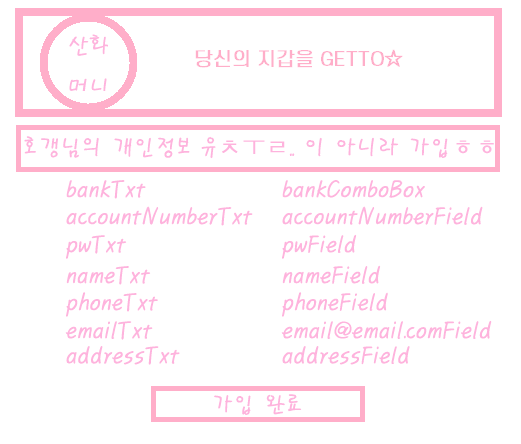 산화
머니
당신의 지갑을 GETTO☆
호갱님의 개인정보 유ㅊㅜㄹ.. 이 아니라 가입ㅎㅎ
bankTxt bankComboBox
accountNumberTxt accountNumberField
pwTxt pwField
nameTxt nameField
phoneTxt phoneField
emailTxt email@email.comField
addressTxt addressField
가입 완료